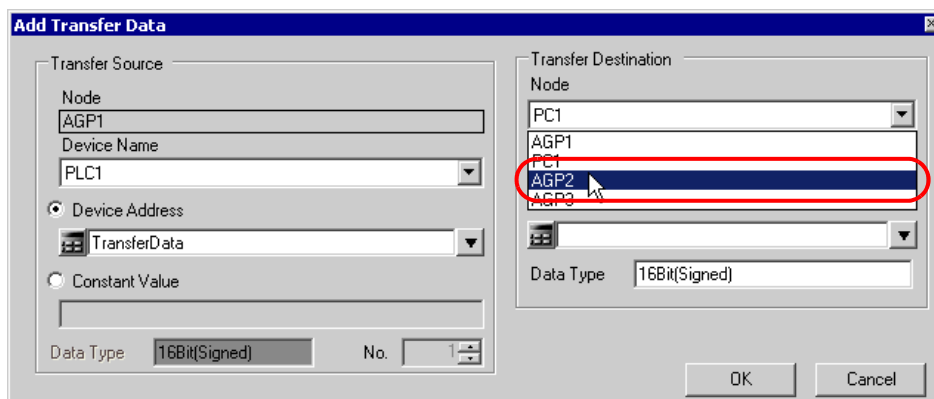 Add Transfer Data
Transfer Source
Node
AGP1
Device Name
PLC1
Device Address
TransferData
Constant Value
Data Type 16Bit(Signed) No. 1
Transfer Destination
Node
PC1
AGP1
PC1
AGP2
AGP3
Data Type 16Bit(Signed)
OK Cancel